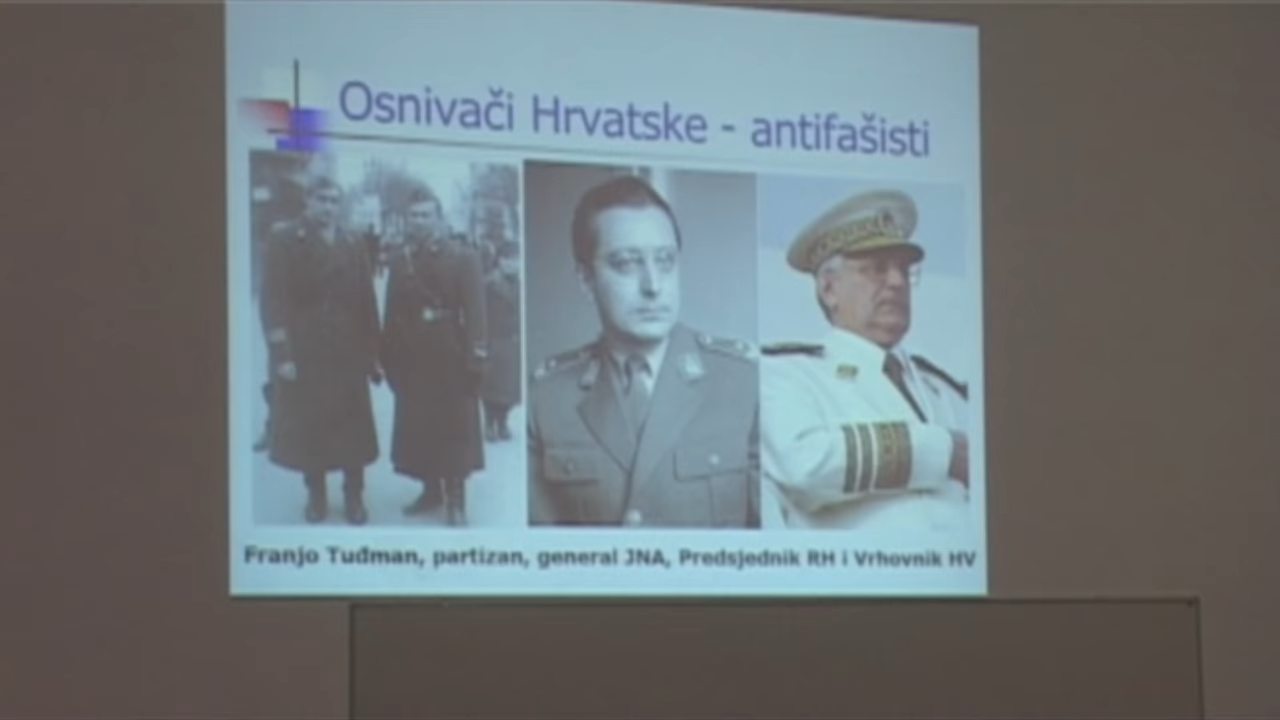 Osnivači Hrvatske - antifašisti
Franjo Tuđman, partizan, general JNA, Predsjednik RH i Vrhovnik HV